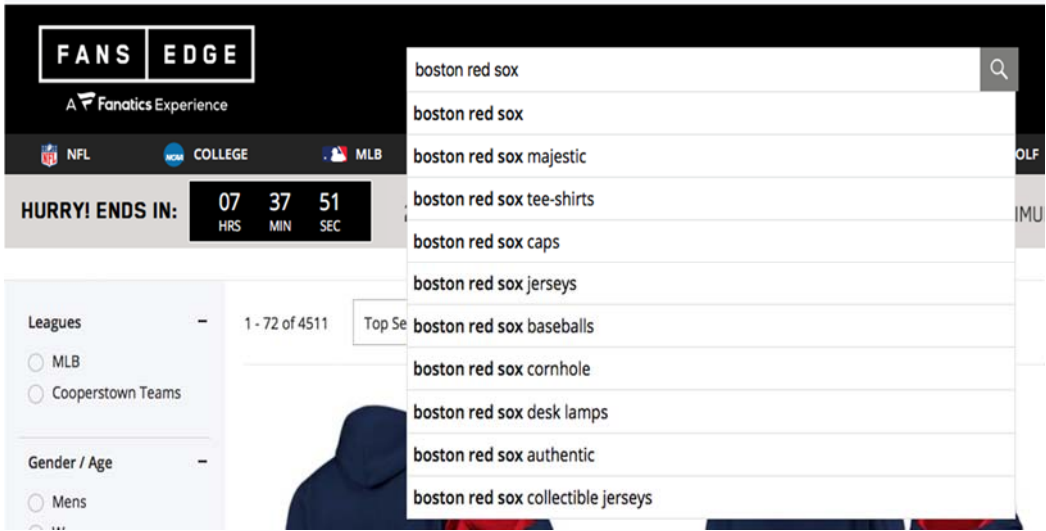 FANS EDGE
A Fanatics Experience
boston red sox
boston red sox
boston red sox majestic
boston red sox tee-shirts
boston red sox caps
boston red sox jerseys
boston red sox baseballs
boston red sox cornhole
boston red sox desk lamps
boston red sox authentic
boston red sox collectible jerseys
NFL NFL NCAA COLLEGE MLB OLF
HURRY! ENDS IN: 07 37 51 IMU
HRS MIN SEC
Leagues −
MLB
Cooperstown Teams
1 - 72 of 4511 Top Se
Gender / Age −
Mens